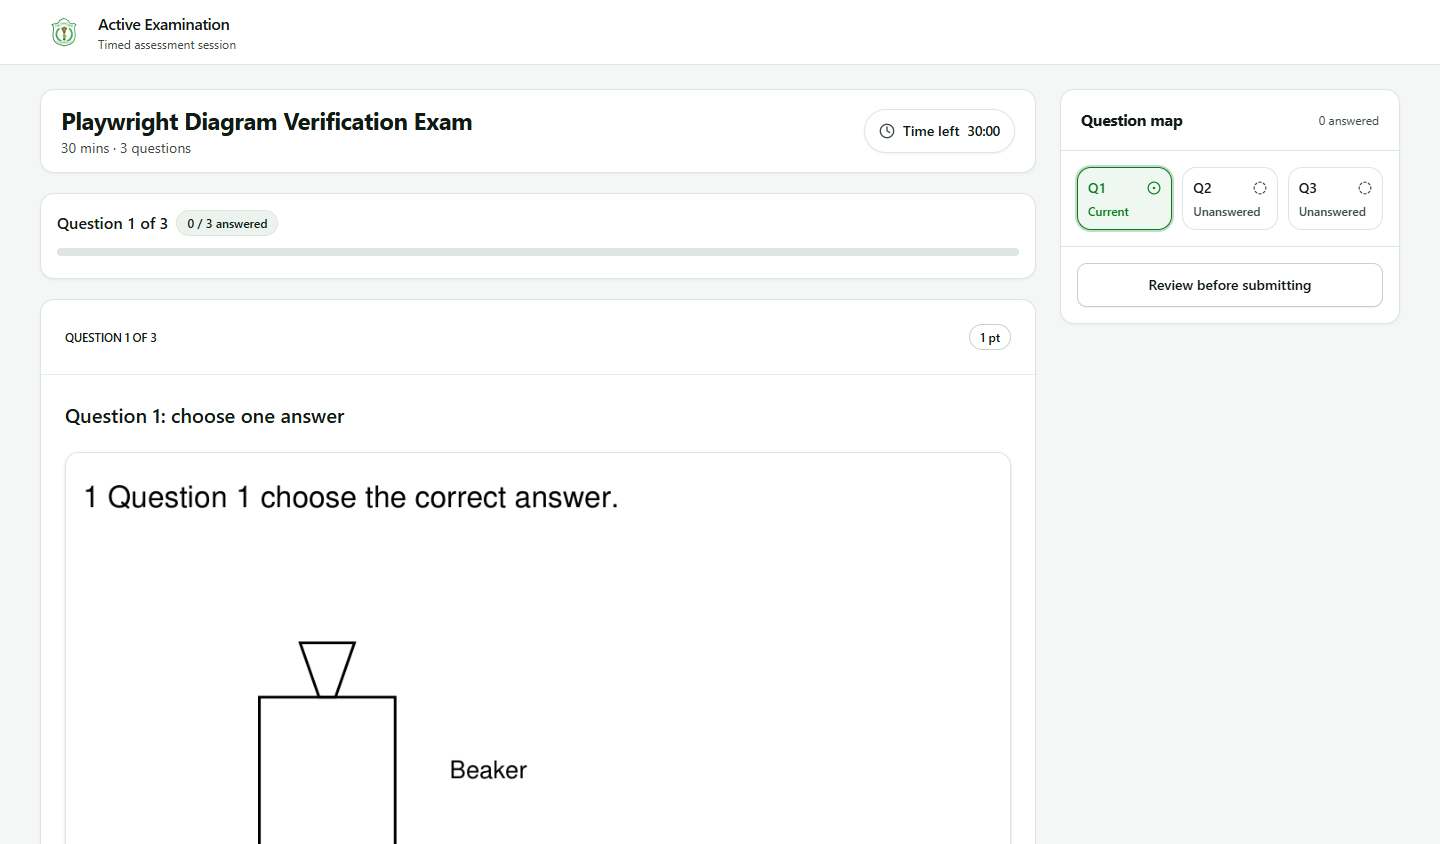 Active Examination
Timed assessment session
Playwright Diagram Verification Exam
30 mins · 3 questions
Time left 30:00
Question 1 of 3
0 / 3 answered
QUESTION 1 OF 3
1 pt
Question 1: choose one answer
1 Question 1 choose the correct answer.
Beaker
Question map
0 answered
Q1
Current
Q2
Unanswered
Q3
Unanswered
Review before submitting